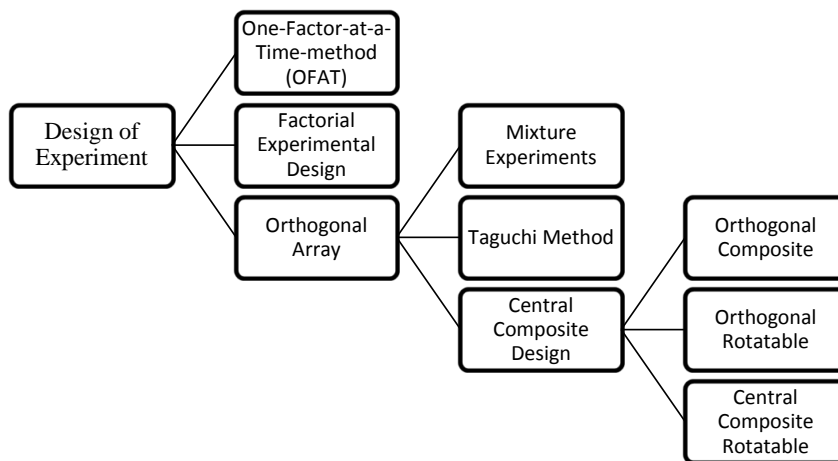 Design of
Experiment
One-Factor-at-a-
Time-method
(OFAT)
Factorial
Experimental
Design
Orthogonal
Array
Mixture
Experiments
Taguchi Method
Central
Composite
Design
Orthogonal
Composite
Orthogonal
Rotatable
Central
Composite
Rotatable